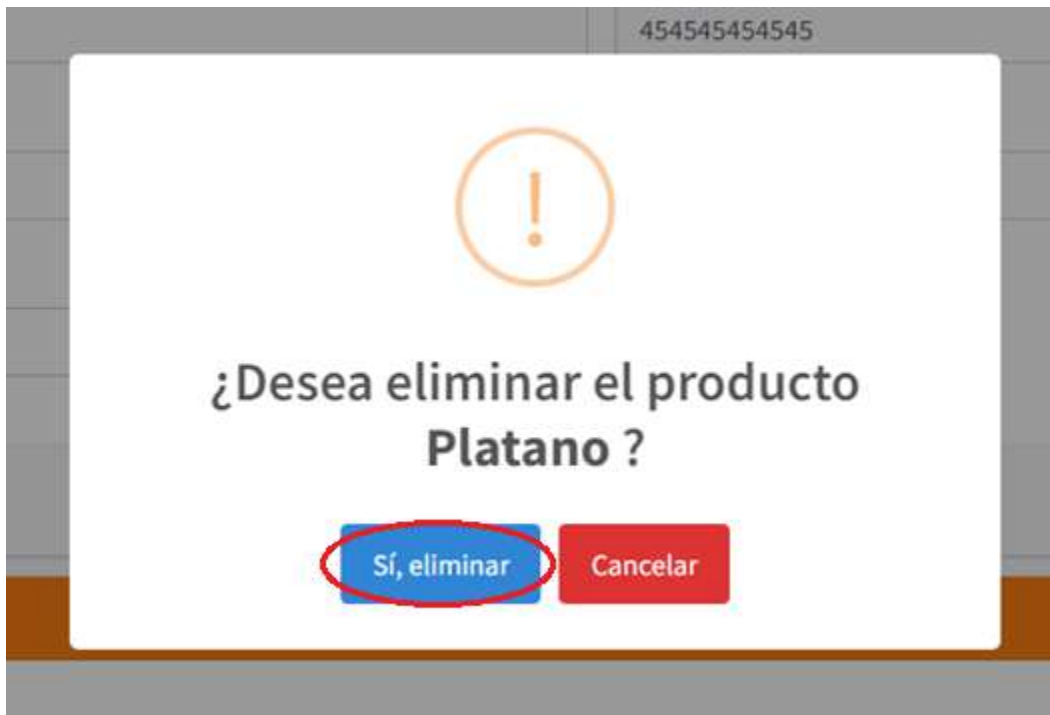 454545454545
!
¿Desea eliminar el producto
Platano ?
Sí, eliminar Cancelar